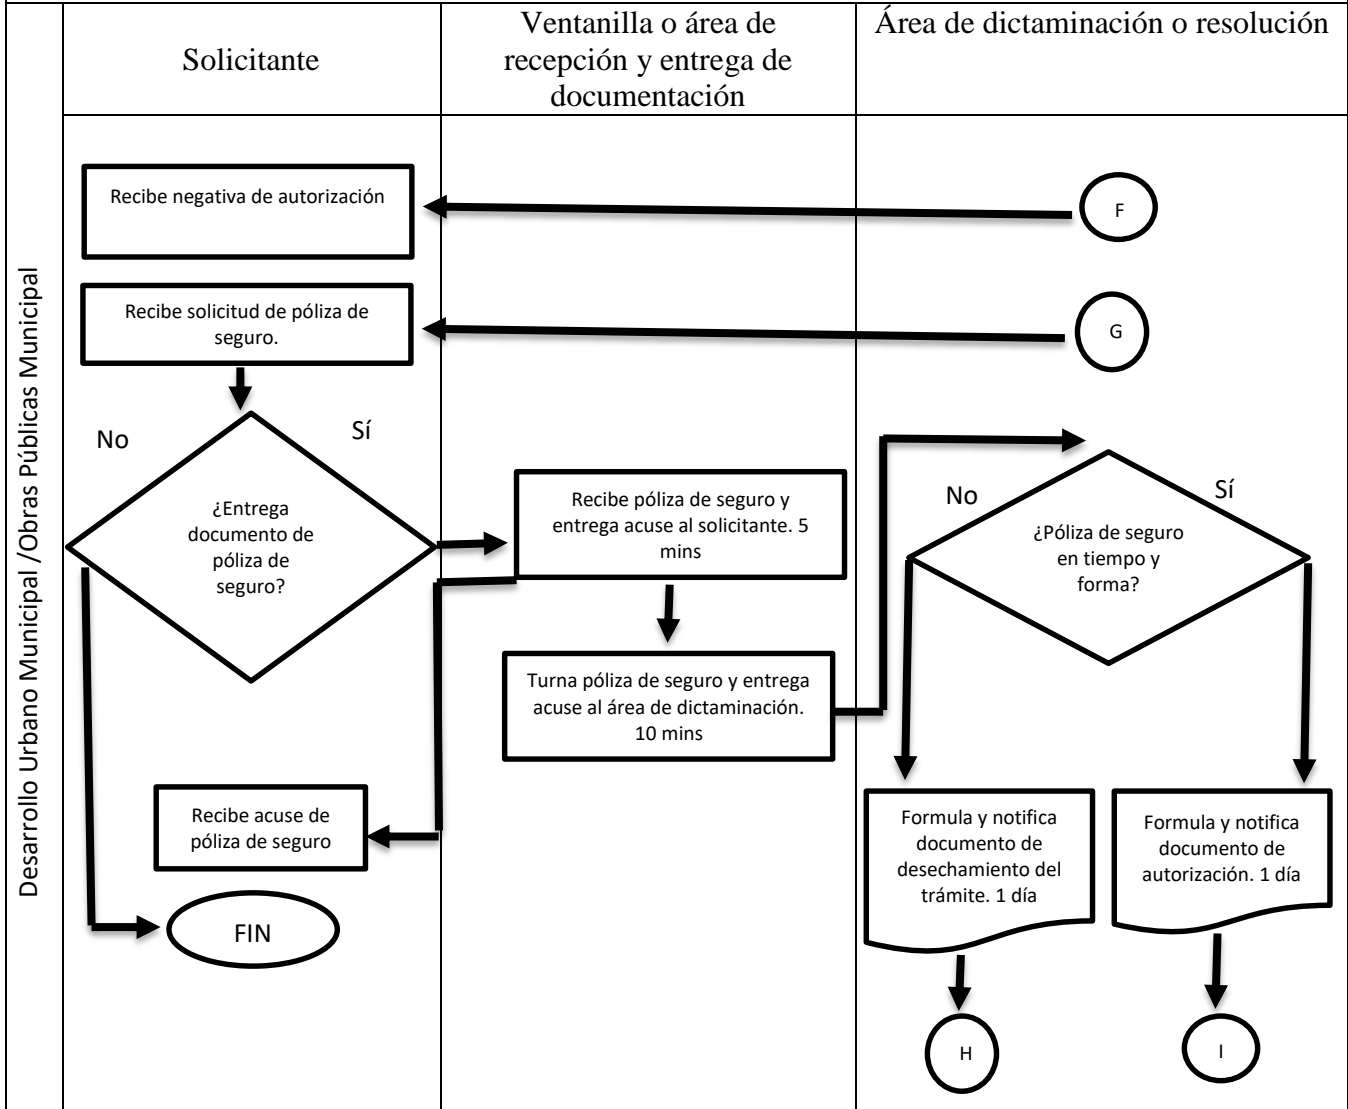 Solicitante
Ventanilla o área de
recepción y entrega de
documentación
Área de dictaminación o resolución
Desarrollo Urbano Municipal /Obras Públicas Municipal
Recibe negativa de autorización
F
Recibe solicitud de póliza de
seguro.
G
No
Sí
¿Entrega
documento de
póliza de
seguro?
Recibe póliza de seguro y
entrega acuse al solicitante. 5
mins
No
Sí
¿Póliza de seguro
en tiempo y
forma?
Turna póliza de seguro y entrega
acuse al área de dictaminación.
10 mins
Recibe acuse de
póliza de seguro
Formula y notifica
documento de
desechamiento del
trámite. 1 día
Formula y notifica
documento de
autorización. 1 día
FIN
H
I